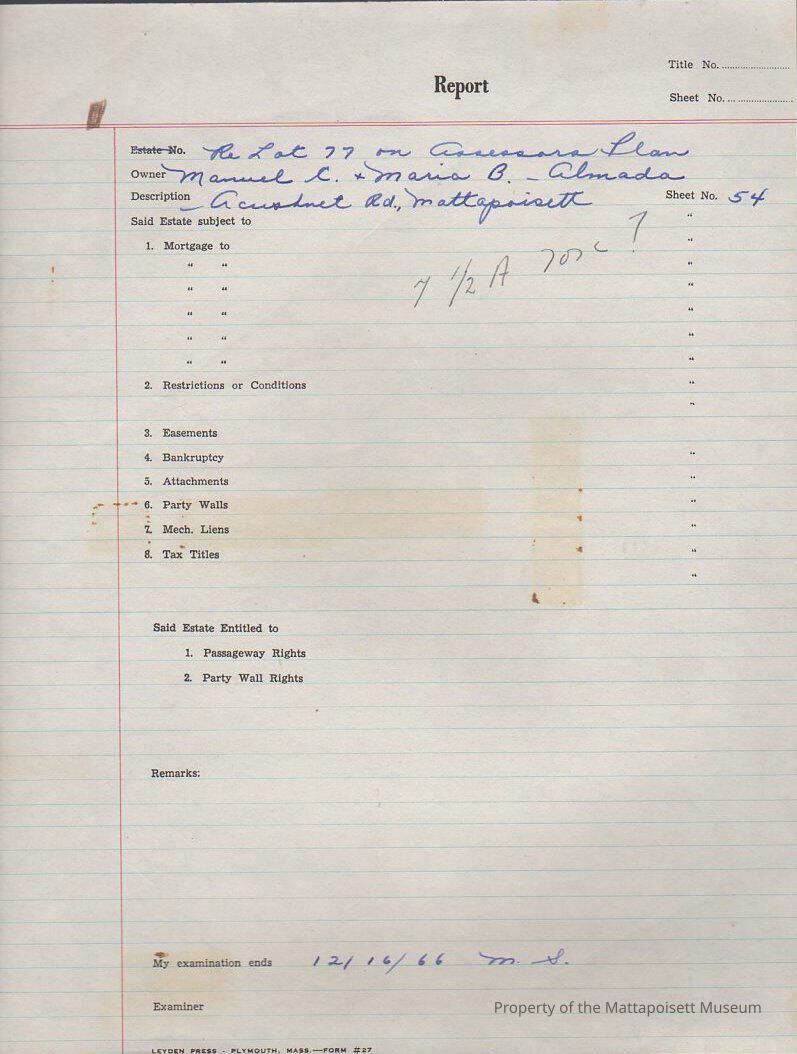 Title No. ........................
Report
Sheet No. ........................
Estate No. Re Lot 77 on Assessors Plan
Owner Manuel C. + Maria B. - Almada
Description - Acushnet Rd., Mattapoisett Sheet No. 54
Said Estate subject to "
1. Mortgage to "
" " "
7 1/2 A ?
" " "
" " "
" " "
" " "
2. Restrictions or Conditions "
"
3. Easements
4. Bankruptcy "
5. Attachments "
6. Party Walls "
7. Mech. Liens "
8. Tax Titles "
"
Said Estate Entitled to
1. Passageway Rights
2. Party Wall Rights
Remarks:
My examination ends 12/16/66 M. S.
Examiner
Property of the Mattapoisett Museum
LEYDEN PRESS - PLYMOUTH, MASS.—FORM #27